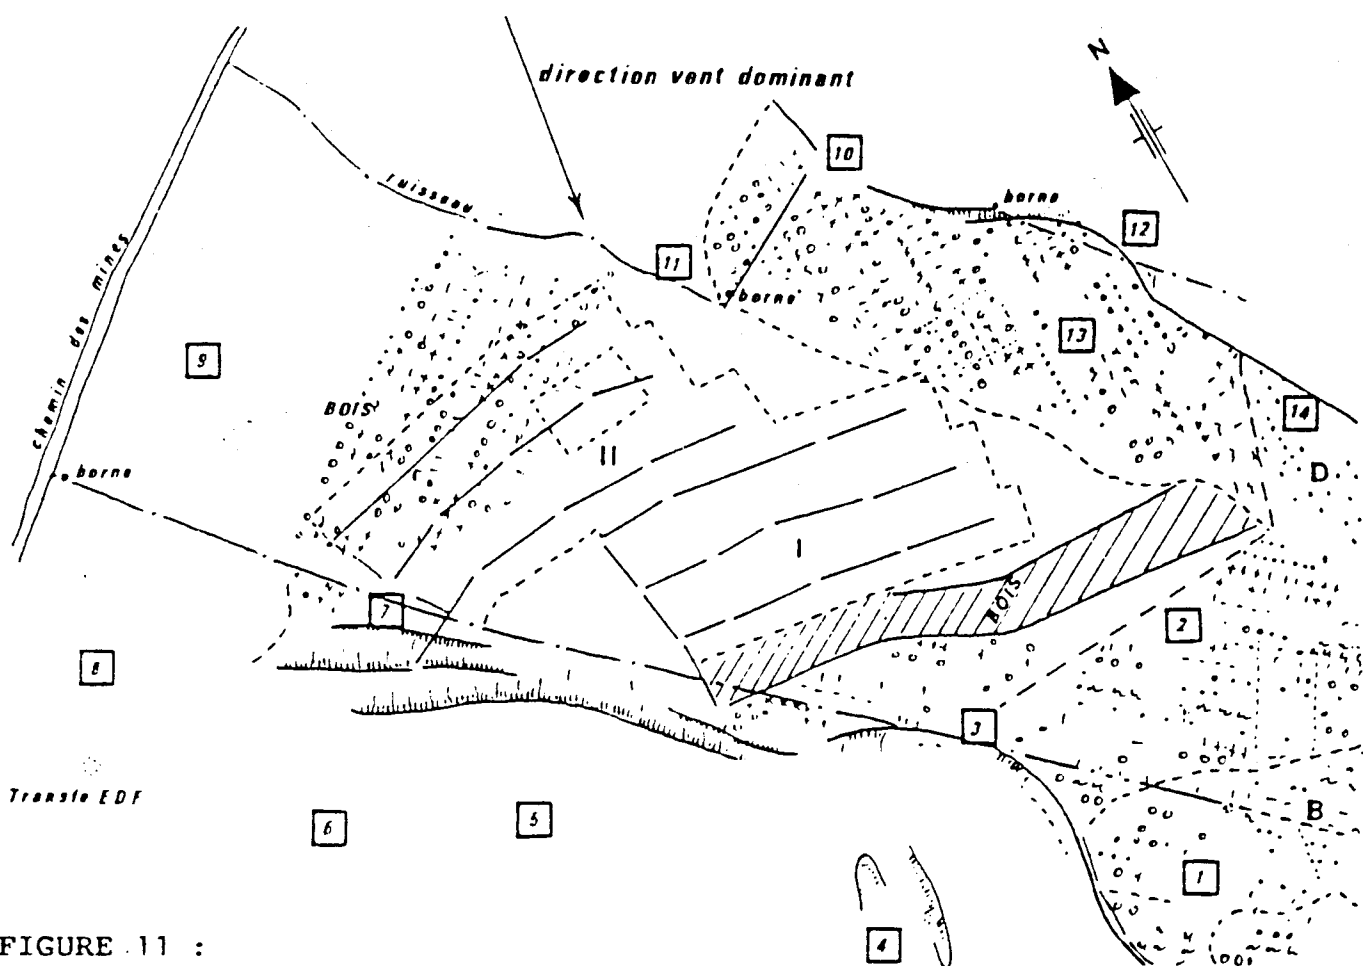 N
direction vent dominant
10
ruisseau
borne
12
11
borne
chemin des mines
13
9
BOIS
14
II
D
borne
I
BOIS
7
2
8
3
Transfo EDF
B
6
5
1
4
FIGURE 11 :